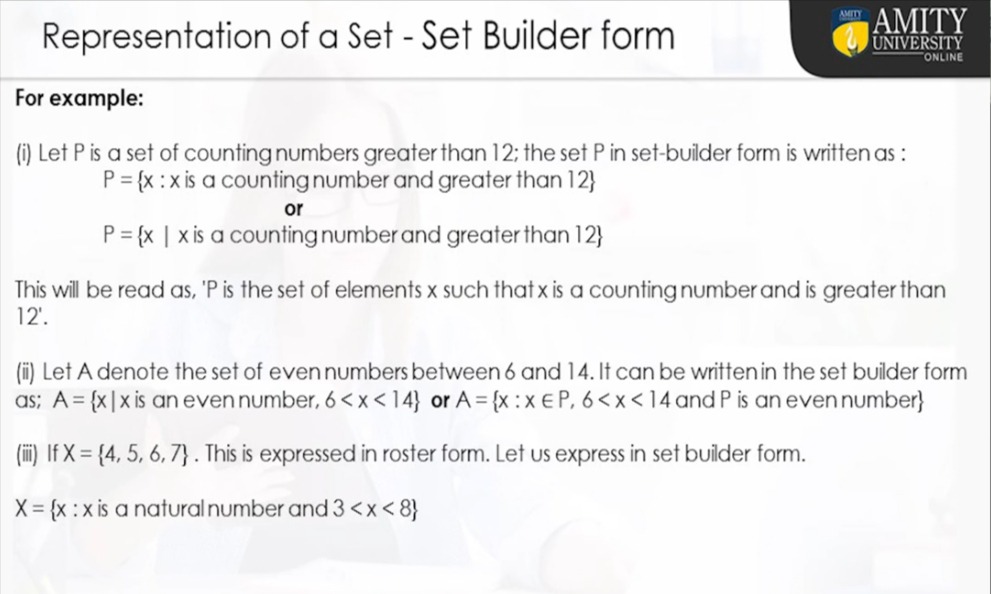 Representation of a Set - Set Builder form
AMITY
UNIVERSITY
AMITY
UNIVERSITY
ONLINE
For example:
(i) Let P is a set of counting numbers greater than 12; the set P in set-builder form is written as :
P = {x : x is a counting number and greater than 12}
or
P = {x | x is a counting number and greater than 12}
This will be read as, 'P is the set of elements x such that x is a counting number and is greater than
12'.
(ii) Let A denote the set of even numbers between 6 and 14. It can be written in the set builder form
as; A = {x|x is an even number, 6 < x < 14} or A = {x : x ∈ P, 6 < x < 14 and P is an even number}
(iii) If X = {4, 5, 6, 7} . This is expressed in roster form. Let us express in set builder form.
X = {x : x is a natural number and 3 < x < 8}